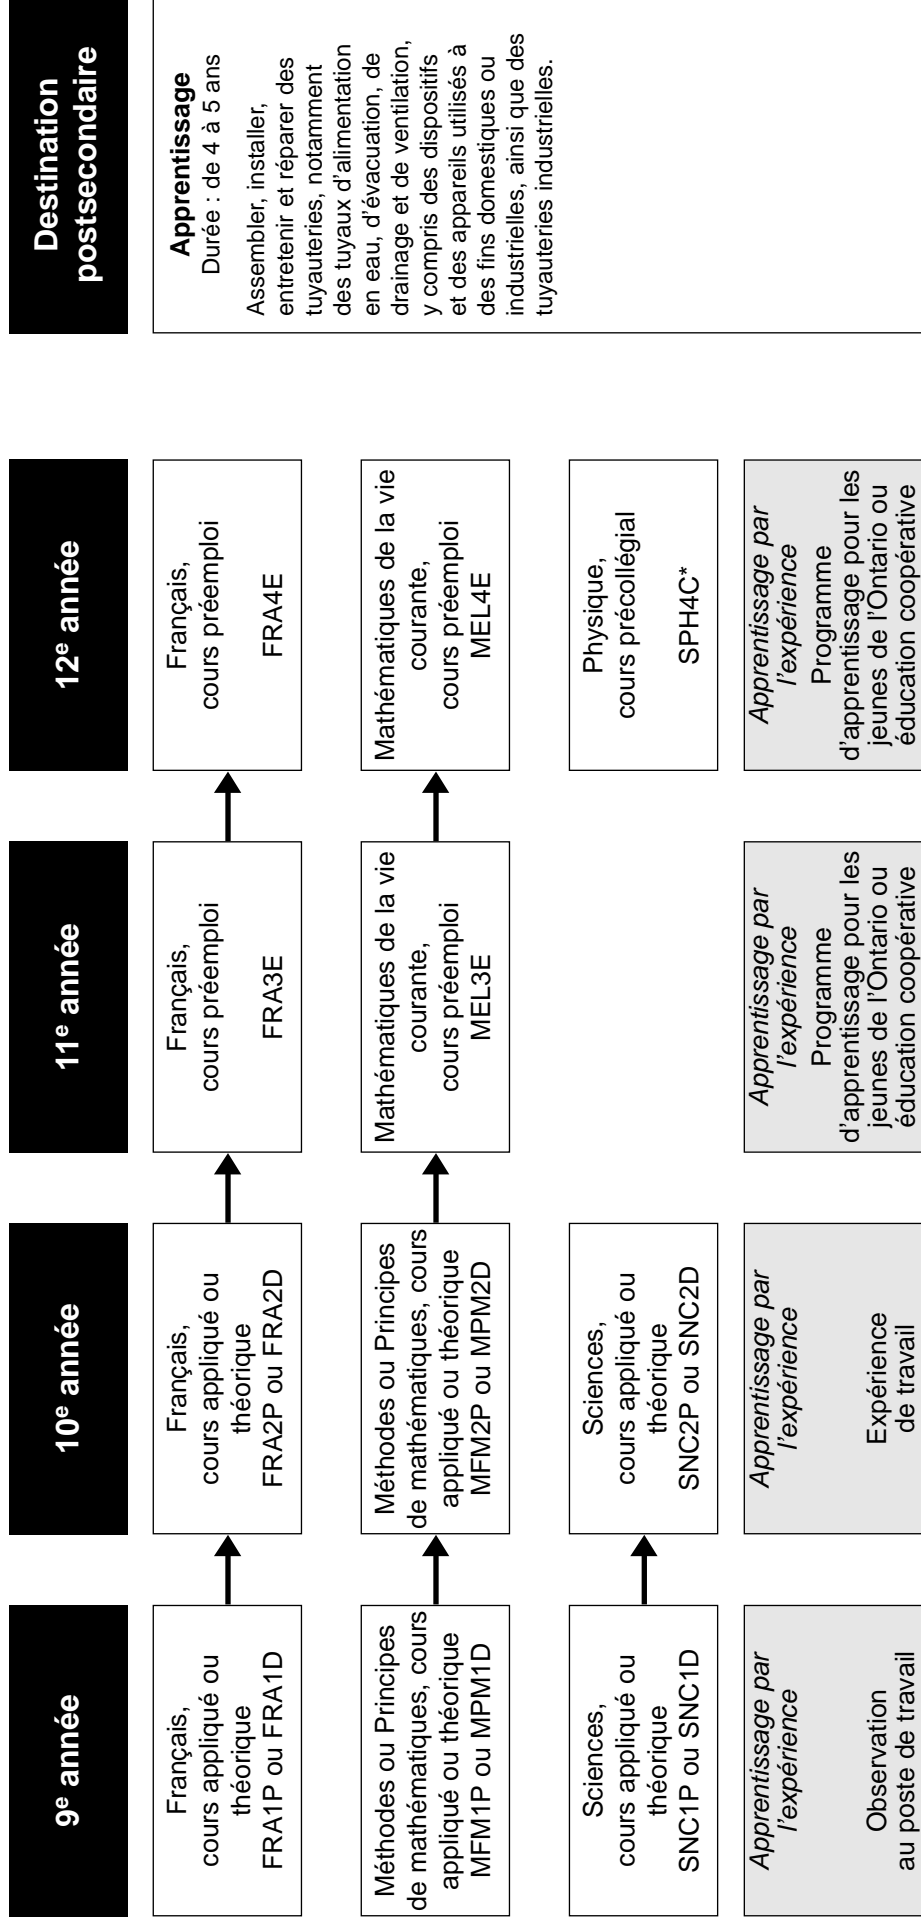 9e année
10e année
11e année
12e année
Destination
postsecondaire
Français,
cours appliqué ou
théorique
FRA1P ou FRA1D
Français,
cours appliqué ou
théorique
FRA2P ou FRA2D
Français,
cours préemploi
FRA3E
Français,
cours préemploi
FRA4E
Apprentissage
Durée : de 4 à 5 ans
Assembler, installer,
entretenir et réparer des
tuyauteries, notamment
des tuyaux d'alimentation
en eau, d'évacuation, de
drainage et de ventilation,
y compris des dispositifs
et des appareils utilisés à
des fins domestiques ou
industrielles, ainsi que des
tuyauteries industrielles.
Méthodes ou Principes
de mathématiques, cours
appliqué ou théorique
MFM1P ou MPM1D
Méthodes ou Principes
de mathématiques, cours
appliqué ou théorique
MFM2P ou MPM2D
Mathématiques de la vie
courante,
cours préemploi
MEL3E
Mathématiques de la vie
courante,
cours préemploi
MEL4E
Sciences,
cours appliqué ou
théorique
SNC1P ou SNC1D
Sciences,
cours appliqué ou
théorique
SNC2P ou SNC2D
Physique,
cours précollégial
SPH4C*
Apprentissage par
l'expérience
Observation
au poste de travail
Apprentissage par
l'expérience
Expérience
de travail
Apprentissage par
l'expérience
Programme
d'apprentissage pour les
jeunes de l'Ontario ou
éducation coopérative
Apprentissage par
l'expérience
Programme
d'apprentissage pour les
jeunes de l'Ontario ou
éducation coopérative